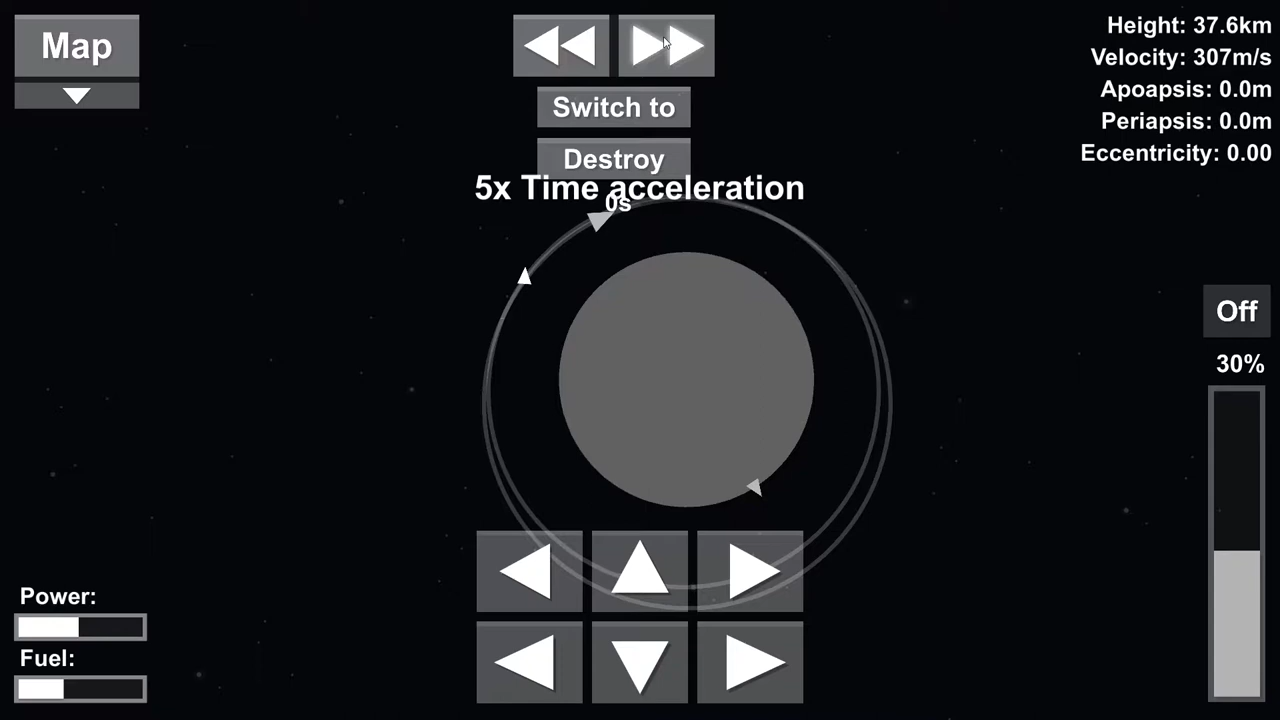 Map
Switch to
Destroy
5x Time acceleration
0s
Height: 37.6km
Velocity: 307m/s
Apoapsis: 0.0m
Periapsis: 0.0m
Eccentricity: 0.00
Off
30%
Power:
Fuel: